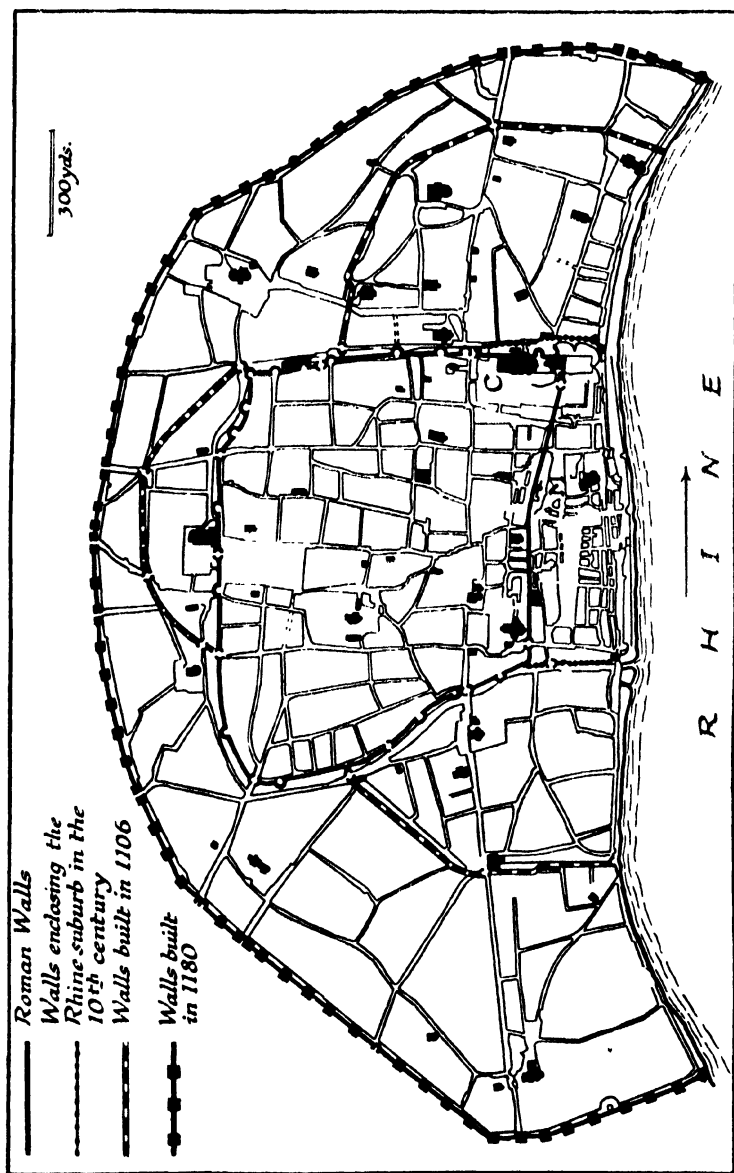 Roman Walls
Walls enclosing the
Rhine suburb in the
10th century
Walls built in 1106
Walls built
in 1180
300yds.
C
RHINE